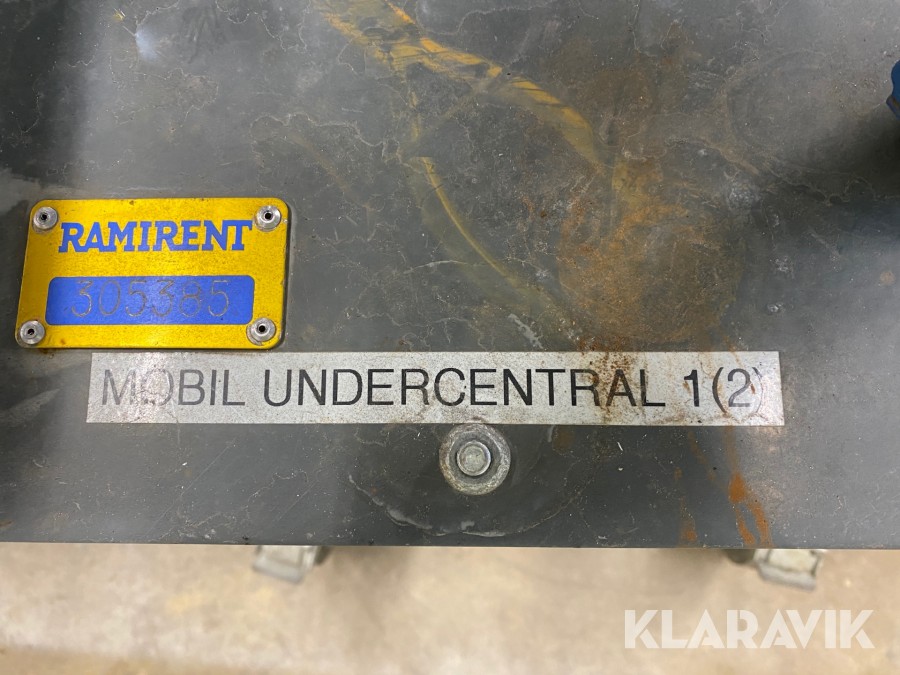 RAMIRENT
305385
MOBIL UNDERCENTRAL 1(2)
KLARAVIK